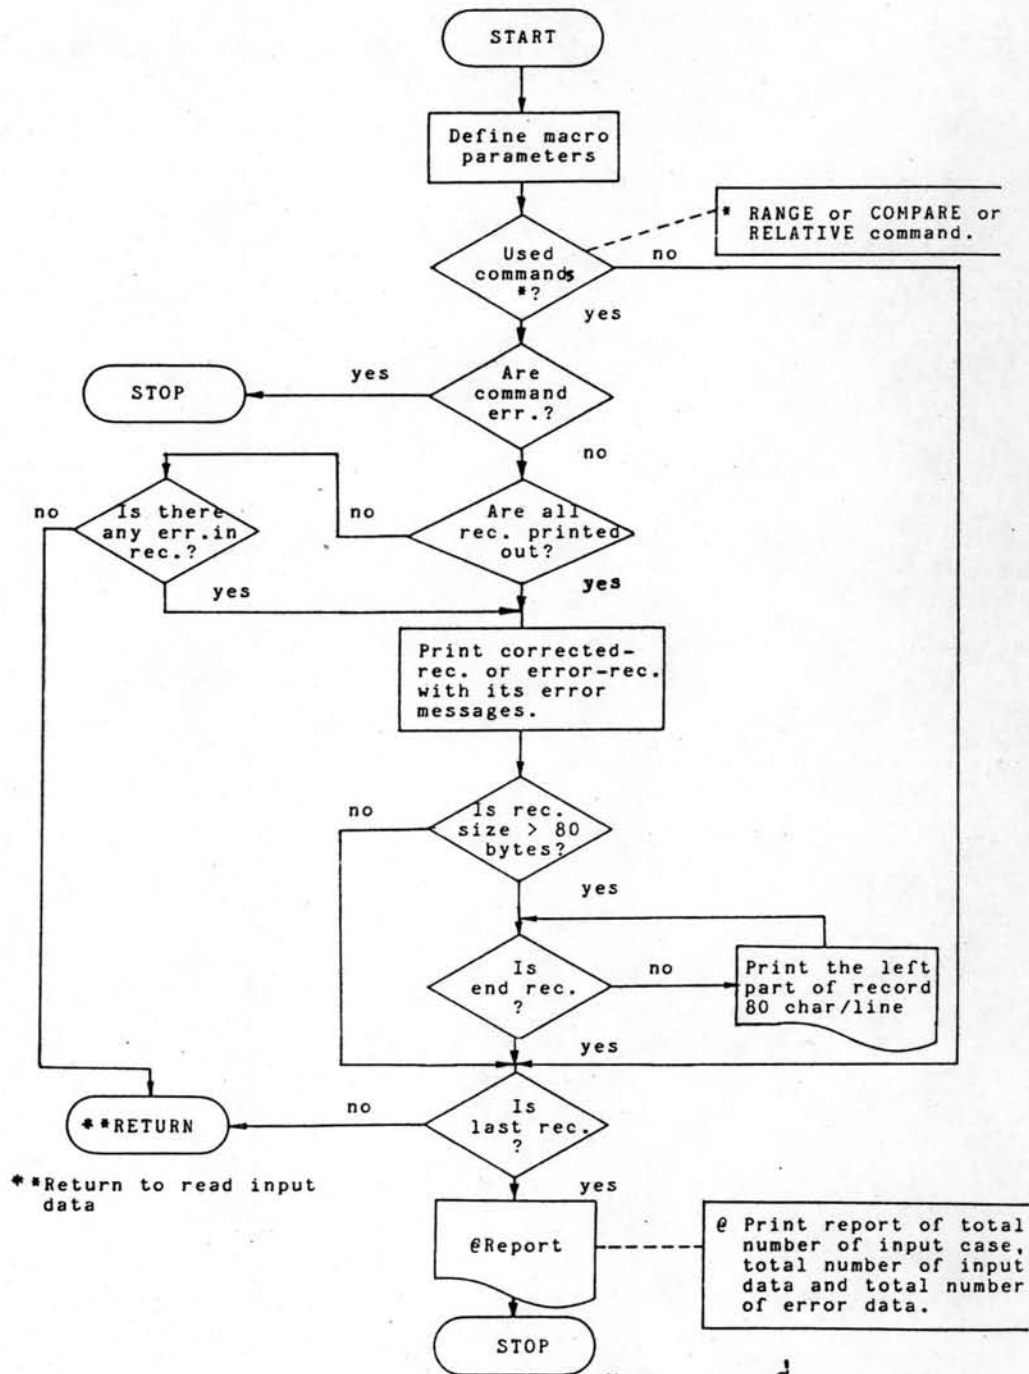 START
Define macro
parameters
* RANGE or COMPARE or
RELATIVE command.
Used
commands
*?
no
yes
Are
command
err.?
yes
STOP
no
Are all
rec. printed
out?
no
Is there
any err.in
rec.?
no
yes
yes
Print corrected-
rec. or error-rec.
with its error
messages.
Is rec.
size > 80
bytes?
no
yes
Is
end rec.
?
no
Print the left
part of record
80 char/line
yes
Is
last rec.
?
no
**RETURN
**Return to read input
data
yes
@Report
@ Print report of total
number of input case,
total number of input
data and total number
of error data.
STOP